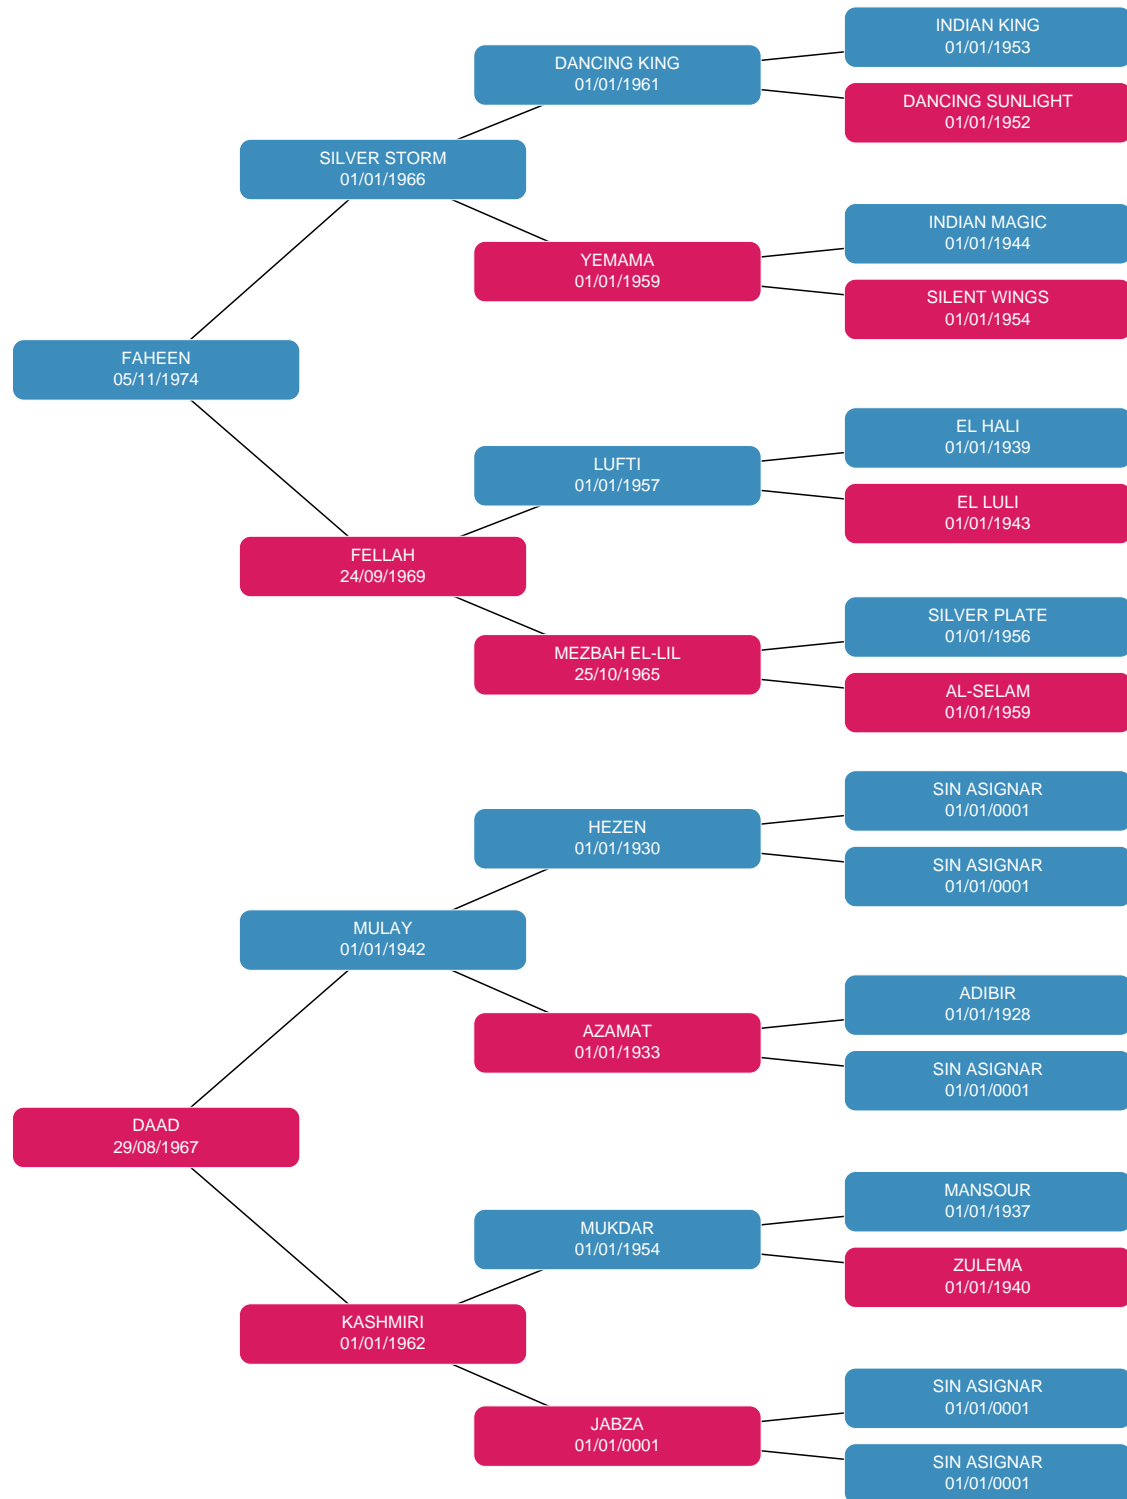 INDIAN KING
01/01/1953
DANCING KING
01/01/1961
DANCING SUNLIGHT
01/01/1952
SILVER STORM
01/01/1966
INDIAN MAGIC
01/01/1944
YEMAMA
01/01/1959
SILENT WINGS
01/01/1954
FAHEEN
05/11/1974
EL HALI
01/01/1939
LUFTI
01/01/1957
EL LULI
01/01/1943
FELLAH
24/09/1969
SILVER PLATE
01/01/1956
MEZBAH EL-LIL
25/10/1965
AL-SELAM
01/01/1959
SIN ASIGNAR
01/01/0001
HEZEN
01/01/1930
SIN ASIGNAR
01/01/0001
MULAY
01/01/1942
ADIBIR
01/01/1928
AZAMAT
01/01/1933
SIN ASIGNAR
01/01/0001
DAAD
29/08/1967
MANSOUR
01/01/1937
MUKDAR
01/01/1954
ZULEMA
01/01/1940
KASHMIRI
01/01/1962
SIN ASIGNAR
01/01/0001
JABZA
01/01/0001
SIN ASIGNAR
01/01/0001